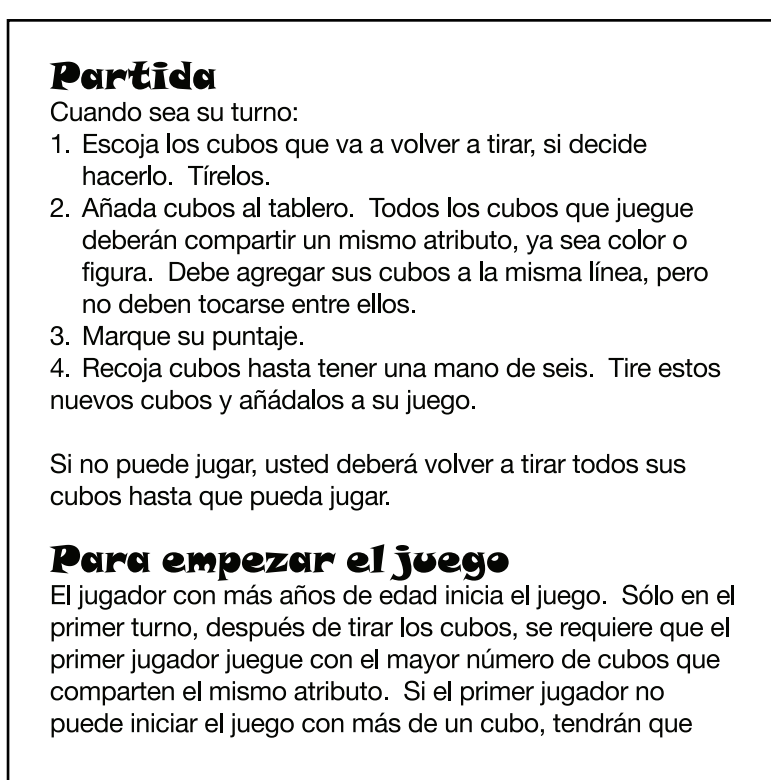 Partida
Cuando sea su turno:
1. Escoja los cubos que va a volver a tirar, si decide
hacerlo. Tírelos.
2. Añada cubos al tablero. Todos los cubos que juegue
deberán compartir un mismo atributo, ya sea color o
figura. Debe agregar sus cubos a la misma línea, pero
no deben tocarse entre ellos.
3. Marque su puntaje.
4. Recoja cubos hasta tener una mano de seis. Tire estos
nuevos cubos y añádalos a su juego.
Si no puede jugar, usted deberá volver a tirar todos sus
cubos hasta que pueda jugar.
Para empezar el juego
El jugador con más años de edad inicia el juego. Sólo en el
primer turno, después de tirar los cubos, se requiere que el
primer jugador juegue con el mayor número de cubos que
comparten el mismo atributo. Si el primer jugador no
puede iniciar el juego con más de un cubo, tendrán que